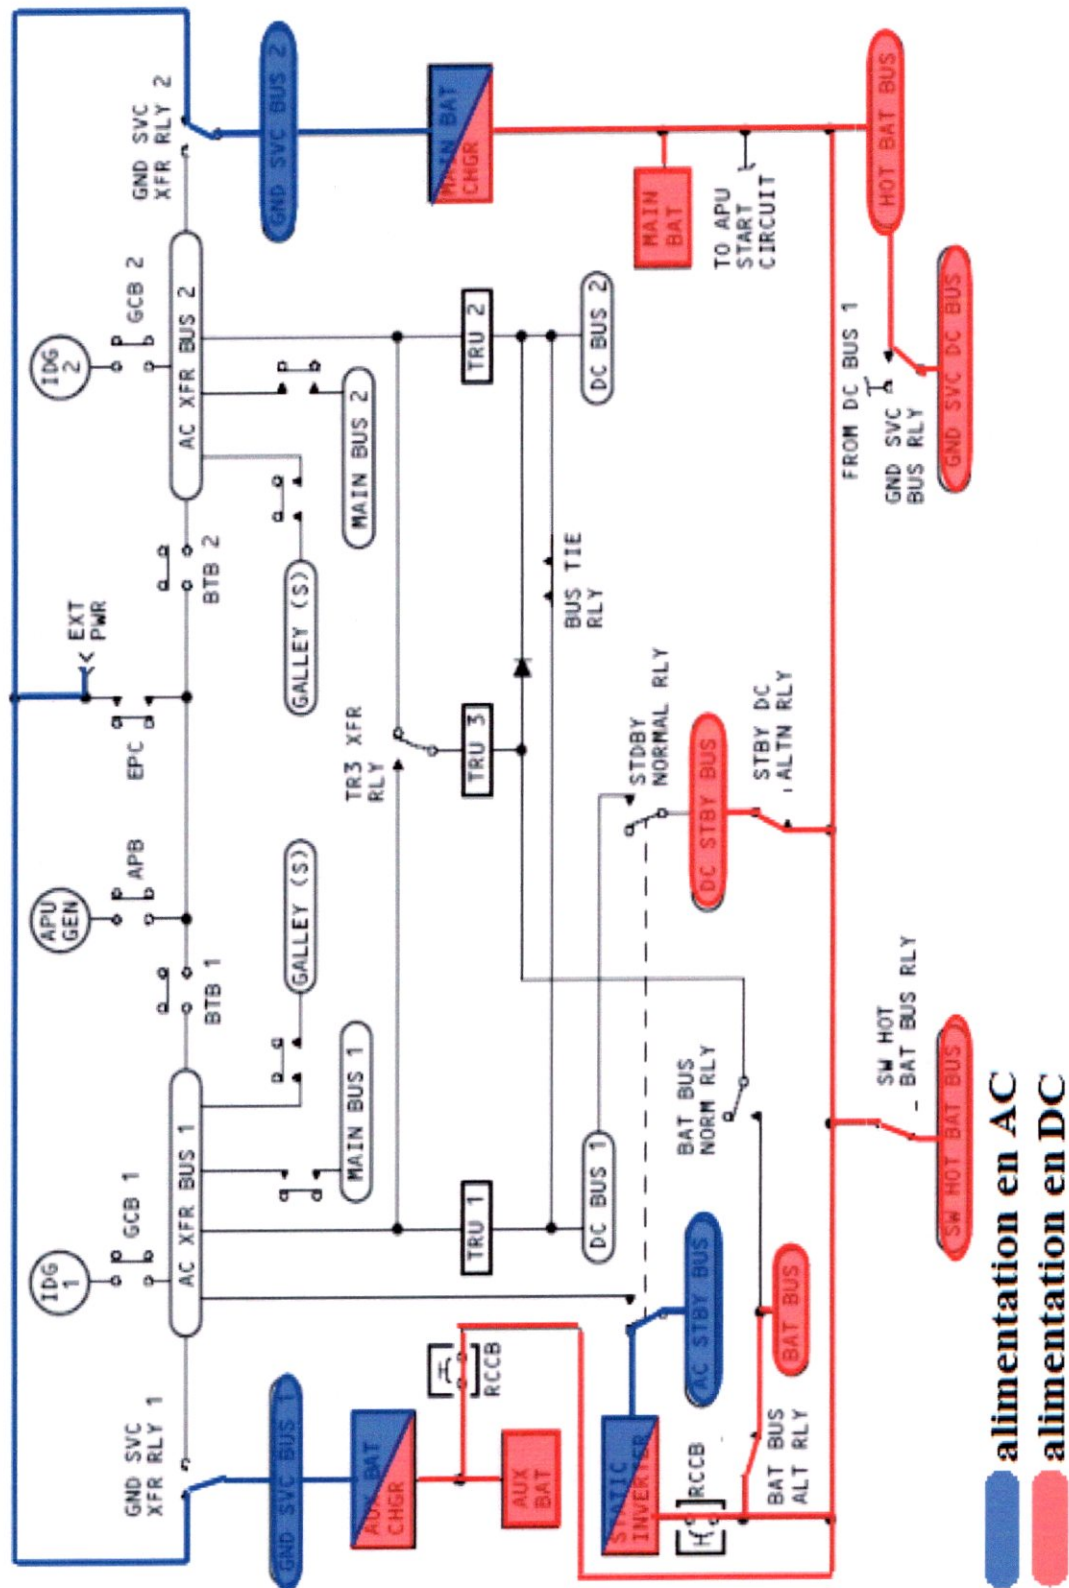 IDG
1
GCB 1
APU
GEN
APB
EPC
EXT
PWR
IDG
2
GCB 2
GND SVC
XFR RLY 1
AC XFR BUS 1
BTB 1
BTB 2
AC XFR BUS 2
GND SVC
XFR RLY 2
GND SVC BUS 1
MAIN BUS 1
GALLEY (S)
GALLEY (S)
MAIN BUS 2
GND SVC BUS 2
AUX BAT
CHGR
TR3 XFR
RLY
MAIN BAT
CHGR
RCCB
TRU 1
TRU 3
TRU 2
AUX
BAT
BUS TIE
RLY
DC BUS 1
DC BUS 2
STATIC
INVERTER
STDBY
NORMAL RLY
MAIN
BAT
AC STBY BUS
BAT BUS
NORM RLY
DC STBY BUS
TO APU
START
CIRCUIT
RCCB
STBY DC
ALTN RLY
BAT BUS
ALT RLY
BAT BUS
FROM DC BUS 1
HOT BAT BUS
SW HOT
BAT BUS RLY
GND SVC
BUS RLY
SW HOT BAT BUS
GND SVC DC BUS
alimentation en AC
alimentation en DC